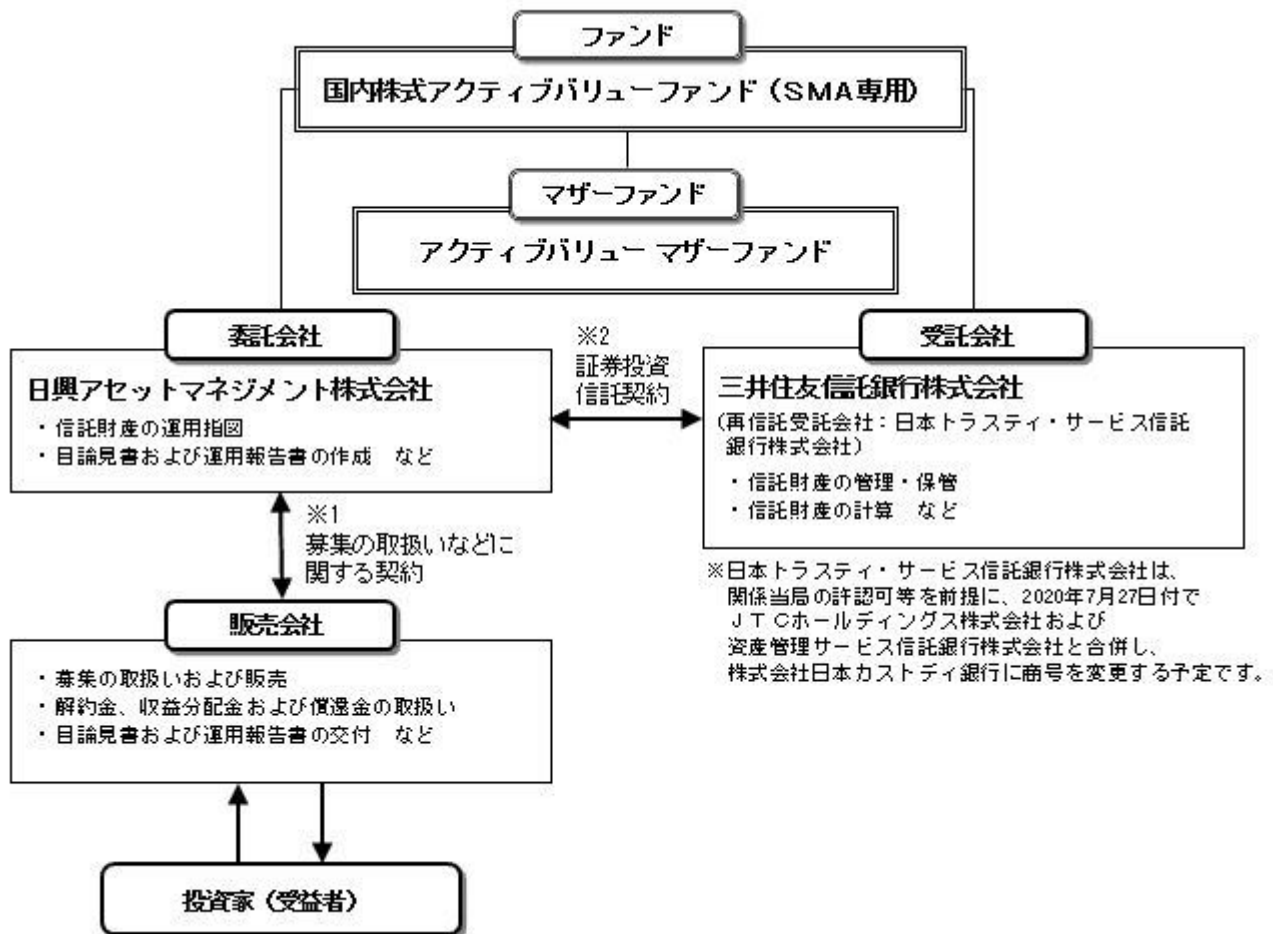 ファンド
国内株式アクティブバリューファンド（ＳＭＡ専用）
マザーファンド
アクティブバリュー マザーファンド
委託会社
日興アセットマネジメント株式会社
・信託財産の運用指図
・目論見書および運用報告書の作成　など
※2
証券投資
信託契約
受託会社
三井住友信託銀行株式会社
（再信託受託会社：日本トラスティ・サービス信託
銀行株式会社）
・信託財産の管理・保管
・信託財産の計算　など
※1
募集の取扱いなどに
関する契約
※日本トラスティ・サービス信託銀行株式会社は、
関係当局の許認可等を前提に、2020年7月27日付で
ＪＴＣホールディングス株式会社および
資産管理サービス信託銀行株式会社と合併し、
株式会社日本カストディ銀行に商号を変更する予定です。
販売会社
・募集の取扱いおよび販売
・解約金、収益分配金および償還金の取扱い
・目論見書および運用報告書の交付　など
投資家（受益者）